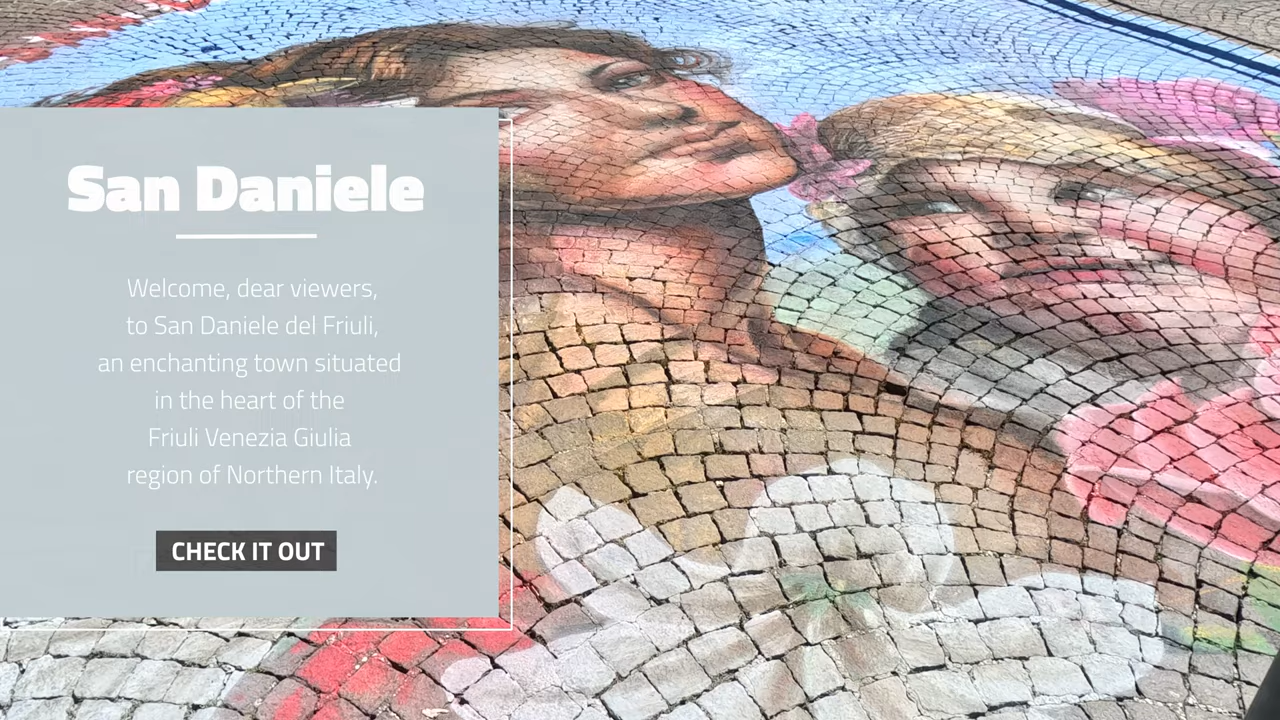 San Daniele
Welcome, dear viewers,
to San Daniele del Friuli,
an enchanting town situated
in the heart of the
Friuli Venezia Giulia
region of Northern Italy.
CHECK IT OUT